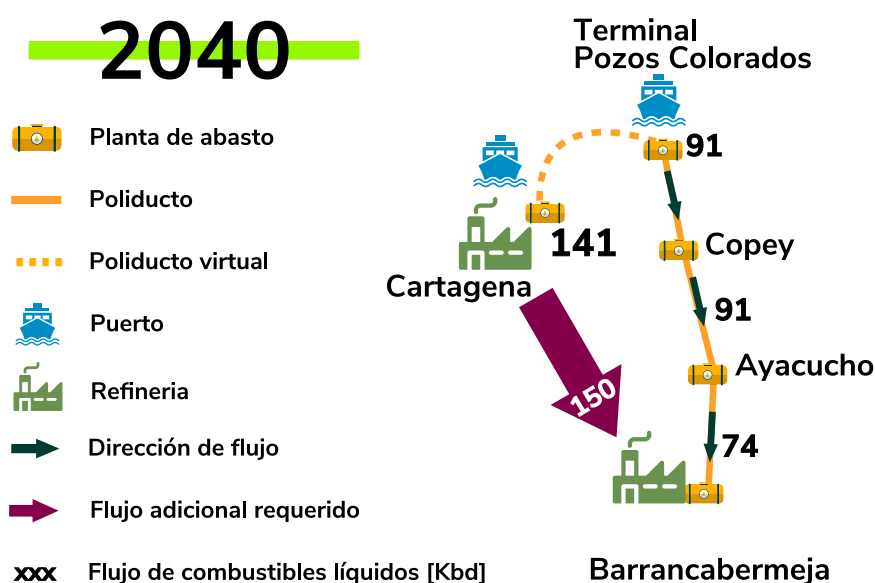 2040
Planta de abasto
Poliducto
Poliducto virtual
Puerto
Refineria
Dirección de flujo
Flujo adicional requerido
xxx Flujo de combustibles líquidos [Kbd]
Terminal
Pozos Colorados
91
141
Cartagena
Copey
91
150
Ayacucho
74
Barrancabermeja